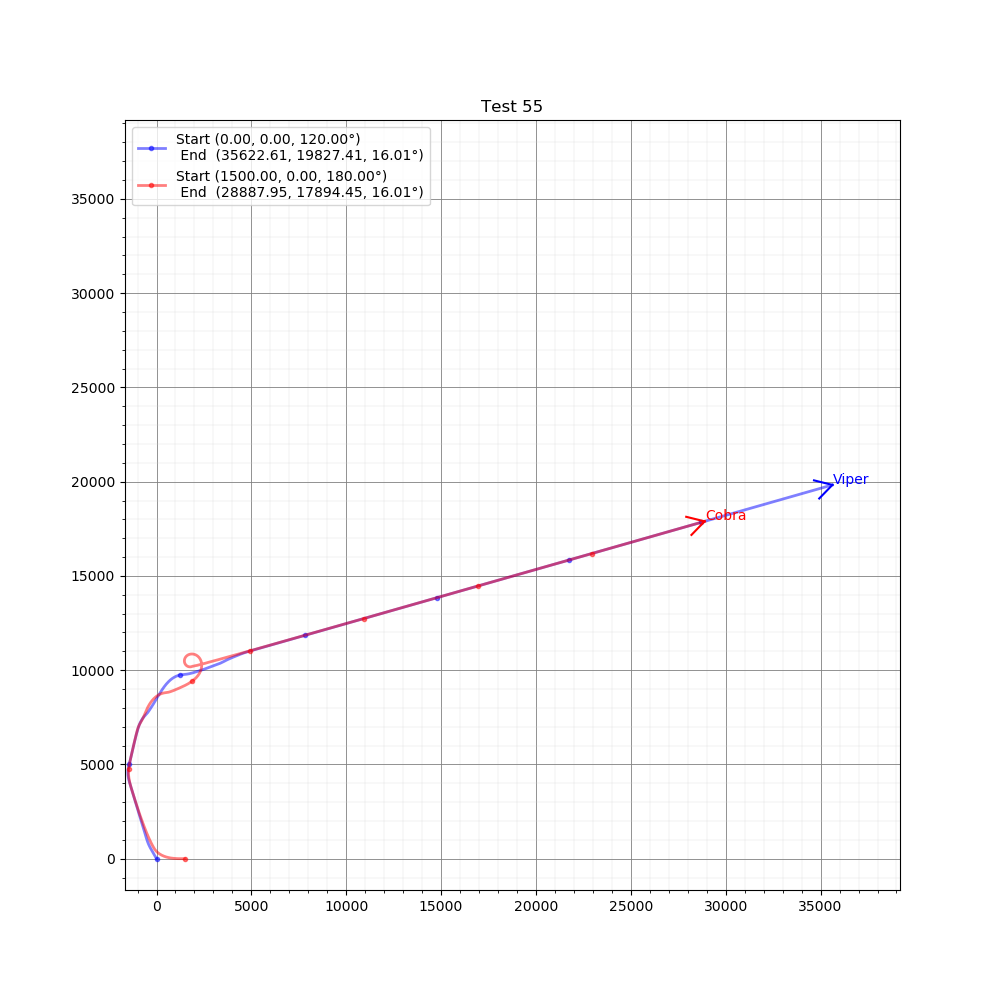 Test 55
Start (0.00, 0.00, 120.00°)
End  (35622.61, 19827.41, 16.01°)
Start (1500.00, 0.00, 180.00°)
End  (28887.95, 17894.45, 16.01°)
35000
30000
25000
20000
15000
10000
5000
0
Viper
Cobra
0
5000
10000
15000
20000
25000
30000
35000